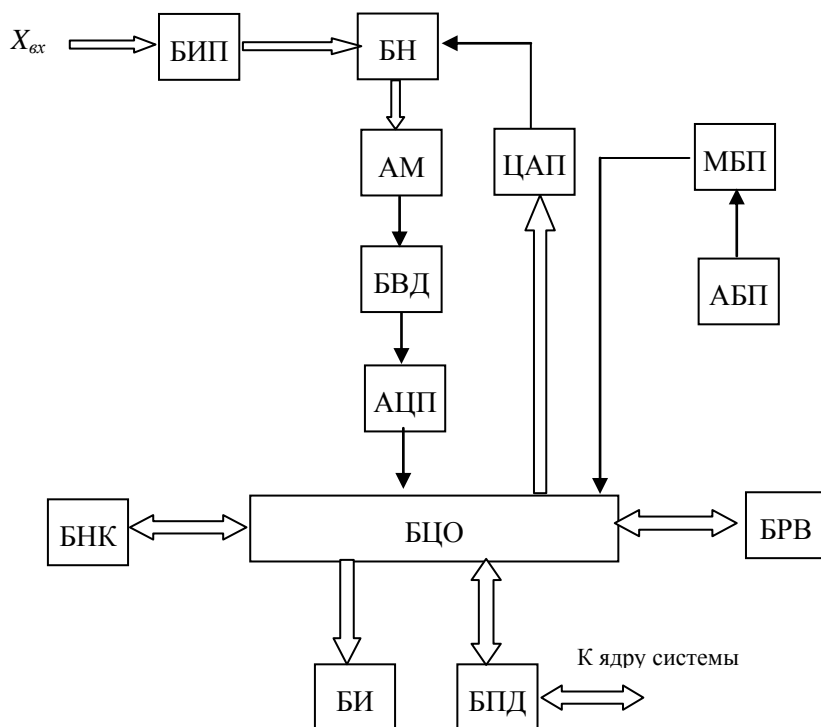 Xвх
БИП
БН
АМ
ЦАП
МБП
БВД
АБП
АЦП
БНК
БЦО
БРВ
К ядру системы
БИ
БПД